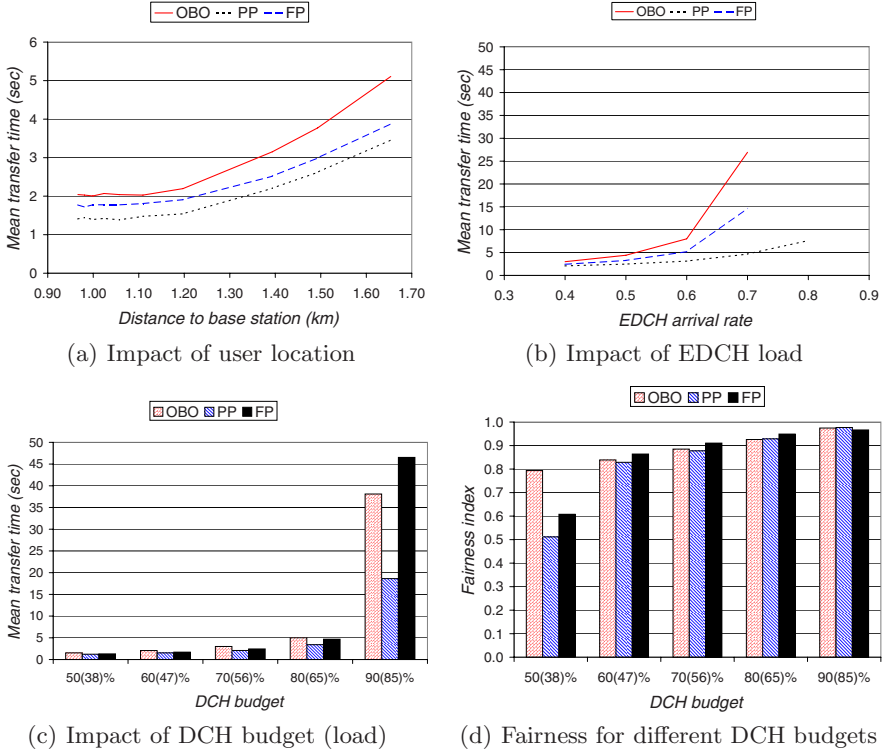 OBO PP FP
Mean transfer time (sec)
6
5
4
3
2
1
0
0.90 1.00 1.10 1.20 1.30 1.40 1.50 1.60 1.70
Distance to base station (km)
(a) Impact of user location
OBO PP FP
Mean transfer time (sec)
50
45
40
35
30
25
20
15
10
5
0
0.3 0.4 0.5 0.6 0.7 0.8 0.9
EDCH arrival rate
(b) Impact of EDCH load
OBO PP FP
Mean transfer time (sec)
50
45
40
35
30
25
20
15
10
5
0
50(38)% 60(47)% 70(56)% 80(65)% 90(85)%
DCH budget
(c) Impact of DCH budget (load)
OBO PP FP
Fairness index
1.0
0.9
0.8
0.7
0.6
0.5
0.4
0.3
0.2
0.1
0.0
50(38)% 60(47)% 70(56)% 80(65)% 90(85)%
DCH budget
(d) Fairness for different DCH budgets